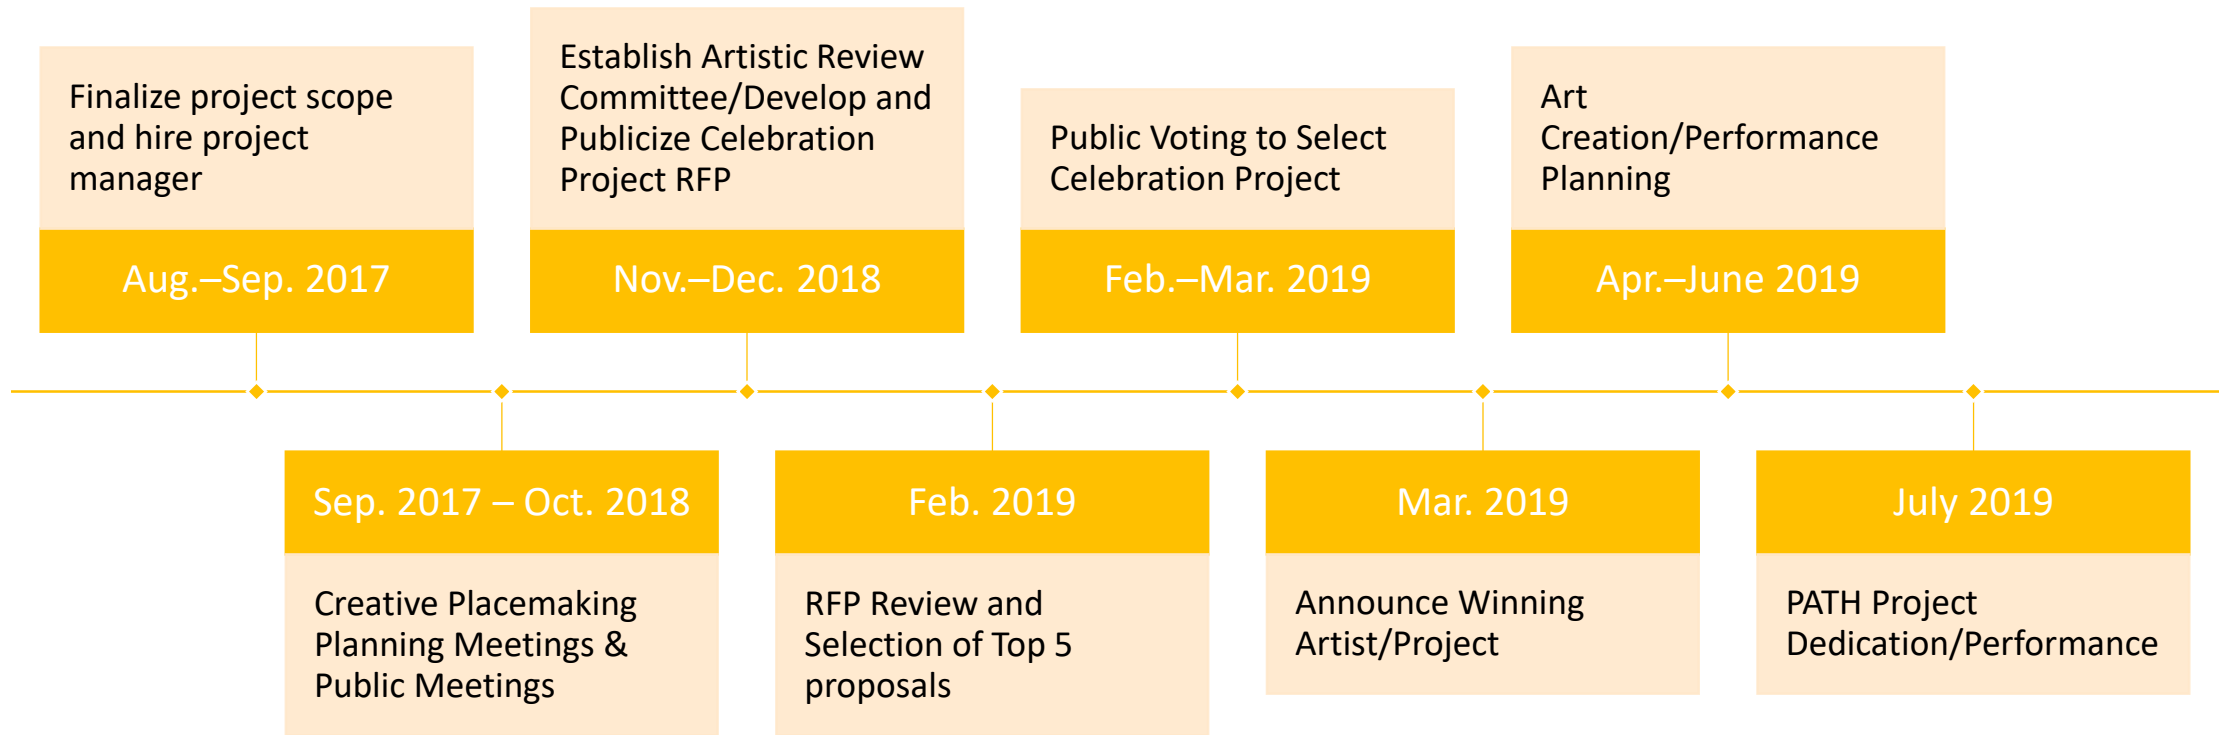 Finalize project scope
and hire project
manager
Aug.–Sep. 2017
Sep. 2017 – Oct. 2018
Creative Placemaking
Planning Meetings &
Public Meetings
Establish Artistic Review
Committee/Develop and
Publicize Celebration
Project RFP
Nov.–Dec. 2018
Feb. 2019
RFP Review and
Selection of Top 5
proposals
Public Voting to Select
Celebration Project
Feb.–Mar. 2019
Mar. 2019
Announce Winning
Artist/Project
Art
Creation/Performance
Planning
Apr.–June 2019
July 2019
PATH Project
Dedication/Performance